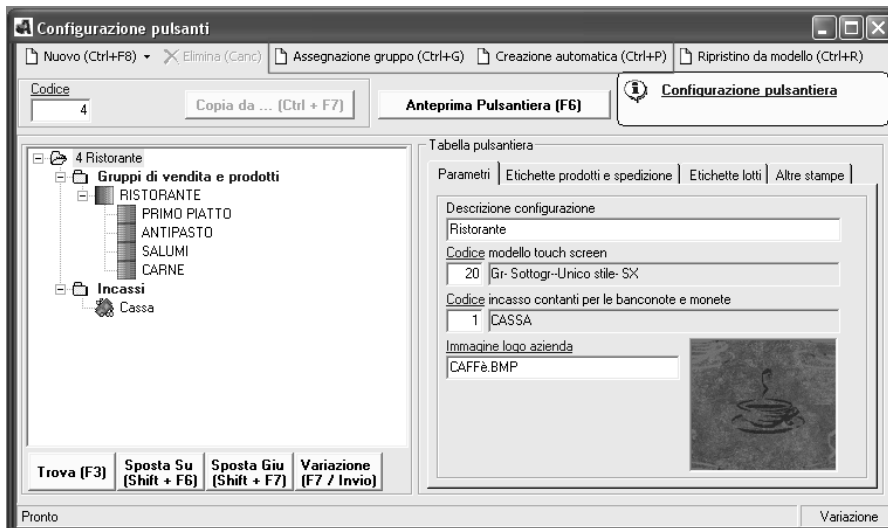 Configurazione pulsanti
Nuovo (Ctrl+F8) Elimina (Canc) Assegnazione gruppo (Ctrl+G) Creazione automatica (Ctrl+P) Ripristino da modello (Ctrl+R)
Codice
4
Copia da ... (Ctrl + F7)
Anteprima Pulsantiera (F6)
Configurazione pulsantiera
4 Ristorante
Gruppi di vendita e prodotti
RISTORANTE
PRIMO PIATTO
ANTIPASTO
SALUMI
CARNE
Incassi
Cassa
Trova (F3)
Sposta Su
(Shift + F6)
Sposta Giu
(Shift + F7)
Variazione
(F7 / Invio)
Tabella pulsantiera
Parametri Etichette prodotti e spedizione Etichette lotti Altre stampe
Descrizione configurazione
Ristorante
Codice modello touch screen
20 Gr- Sottogr--Unico stile- SX
Codice incasso contanti per le banconote e monete
1 CASSA
Immagine logo azienda
CAFFè.BMP
Pronto
Variazione